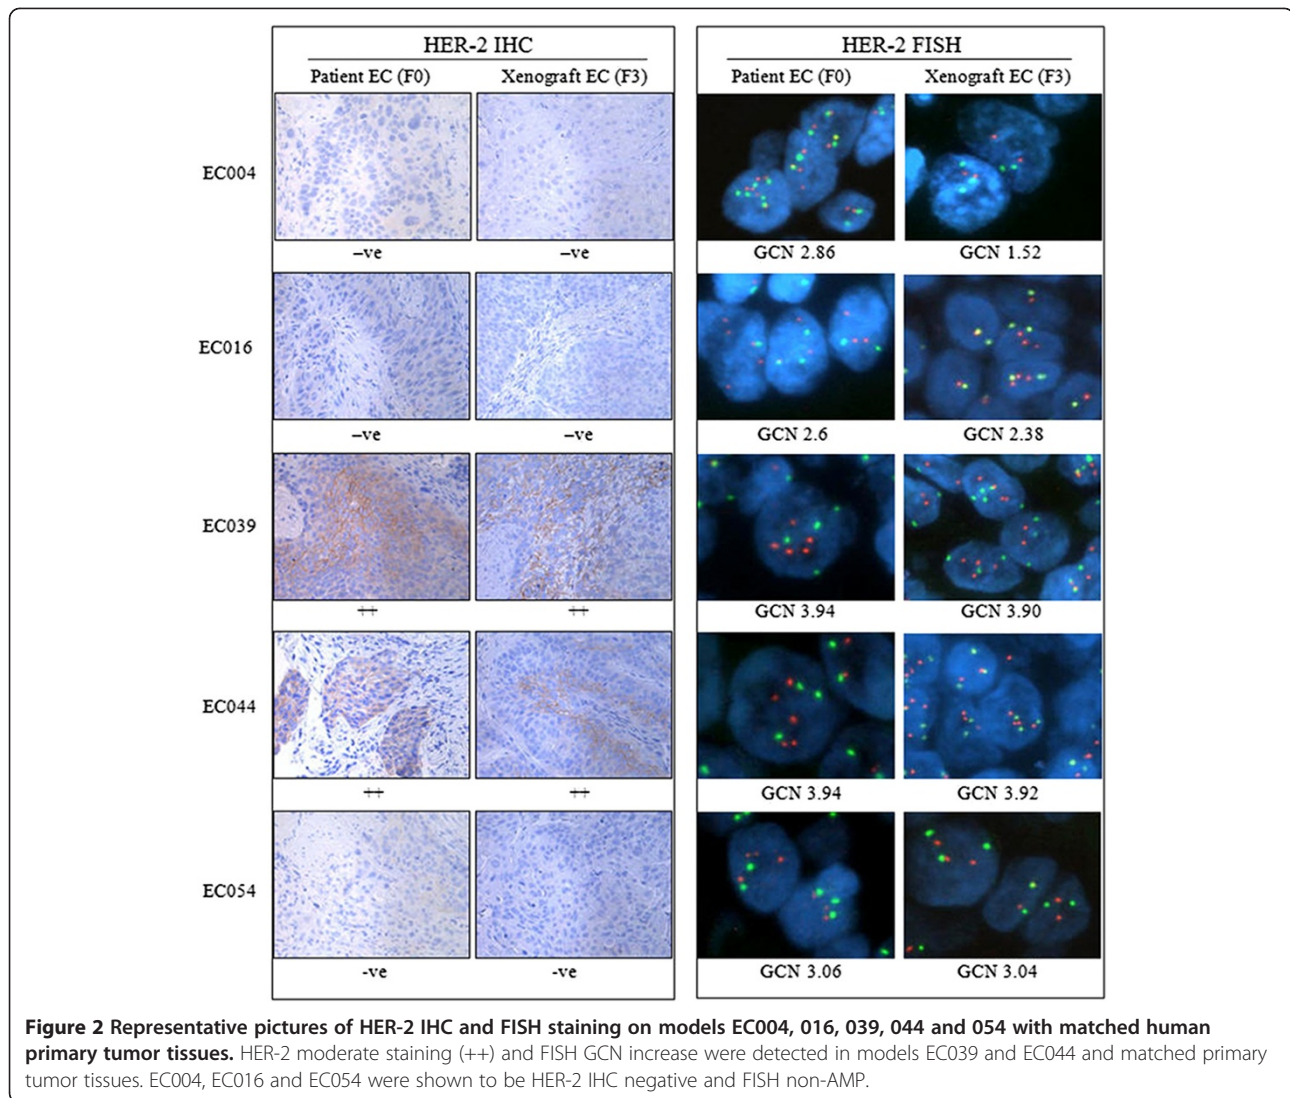 HER-2 IHC
HER-2 FISH
Patient EC (F0)
Xenograft EC (F3)
Patient EC (F0)
Xenograft EC (F3)
EC004
–ve
–ve
GCN 2.86
GCN 1.52
EC016
–ve
–ve
GCN 2.6
GCN 2.38
EC039
++
++
GCN 3.94
GCN 3.90
EC044
++
++
GCN 3.94
GCN 3.92
EC054
-ve
-ve
GCN 3.06
GCN 3.04
Figure 2 Representative pictures of HER-2 IHC and FISH staining on models EC004, 016, 039, 044 and 054 with matched human
primary tumor tissues. HER-2 moderate staining (++) and FISH GCN increase were detected in models EC039 and EC044 and matched primary
tumor tissues. EC004, EC016 and EC054 were shown to be HER-2 IHC negative and FISH non-AMP.